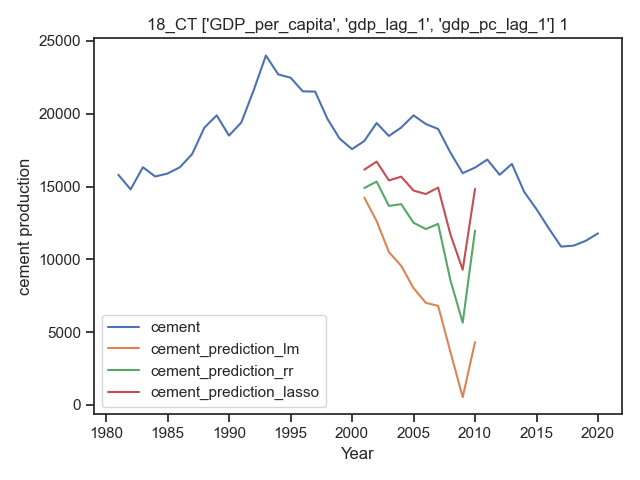 18_CT ['GDP_per_capita', 'gdp_lag_1', 'gdp_pc_lag_1'] 1
25000
20000
15000
10000
5000
0
cement production
cement
cement_prediction_lm
cement_prediction_rr
cement_prediction_lasso
1980 1985 1990 1995 2000 2005 2010 2015 2020
Year